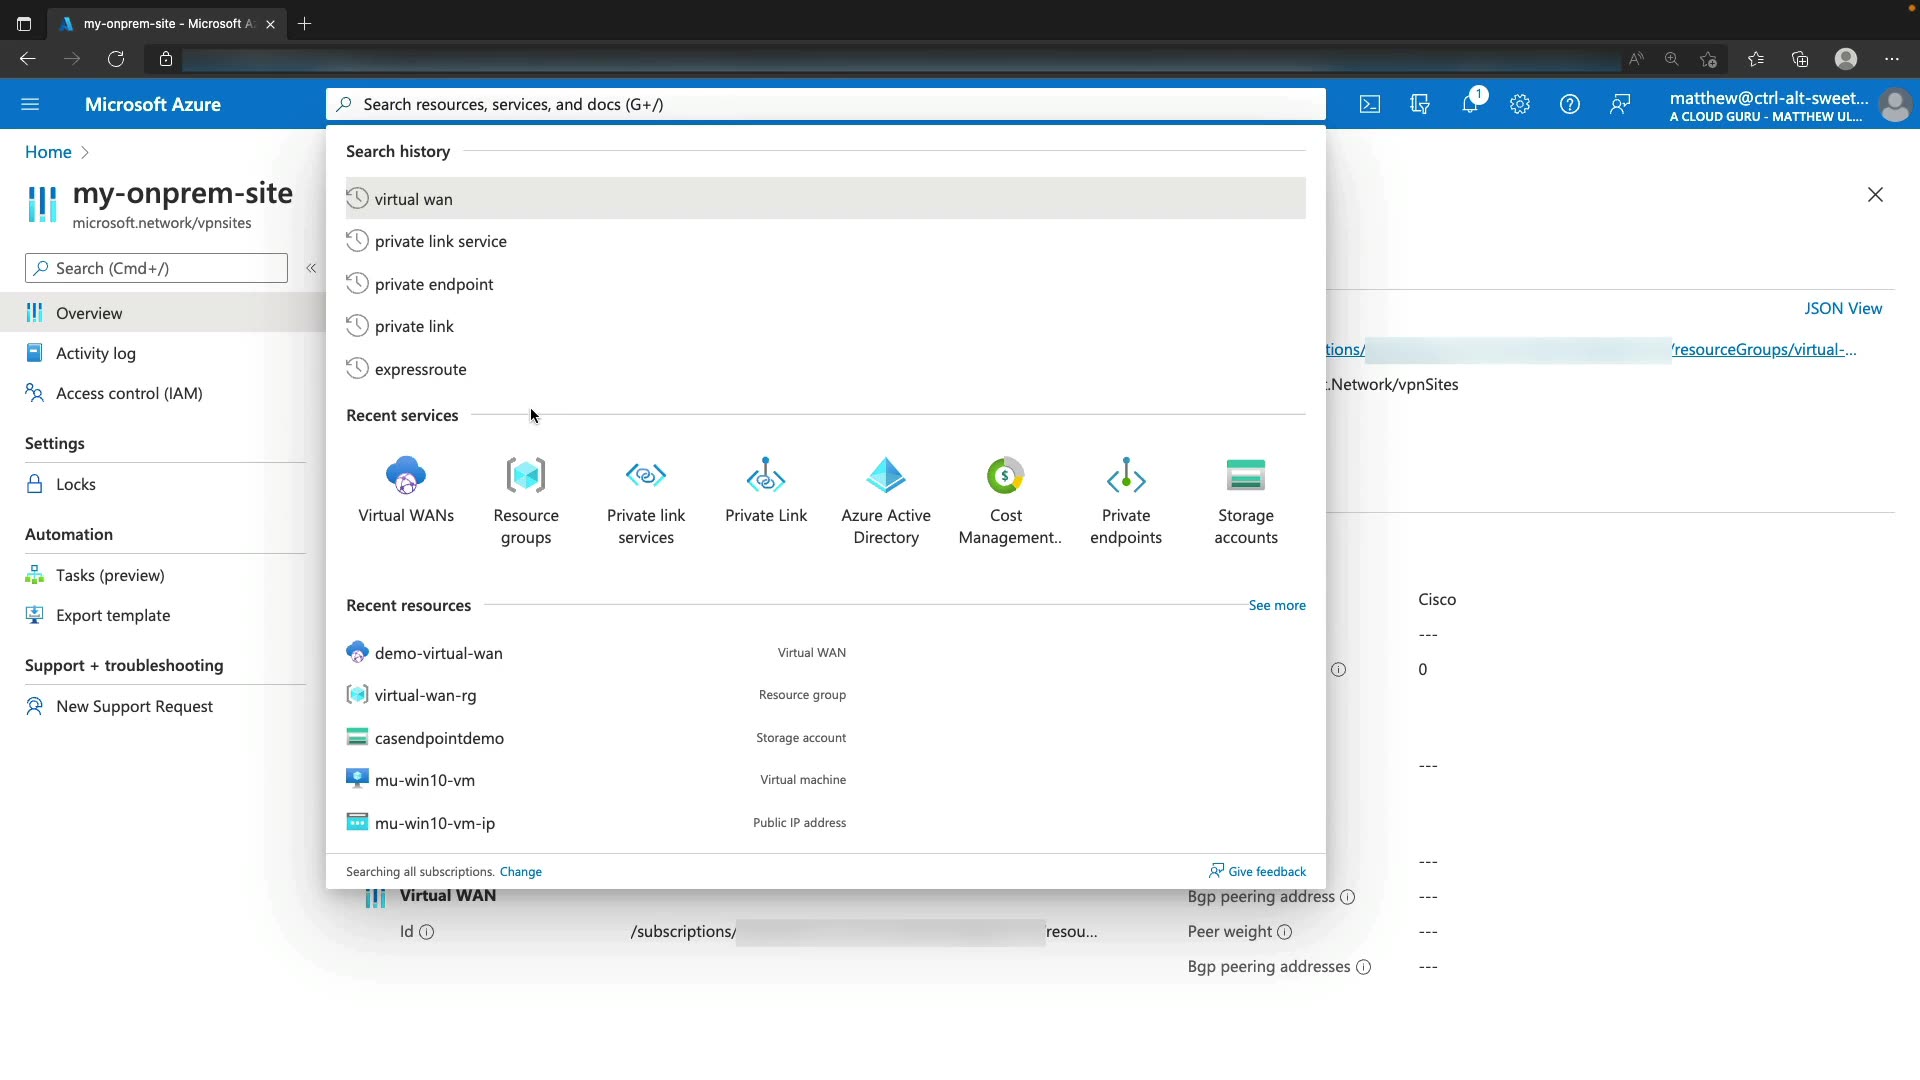 my-onprem-site - Microsoft A
Microsoft Azure
Search resources, services, and docs (G+/)
1
matthew@ctrl-alt-sweet...
A CLOUD GURU - MATTHEW UL...
Home
my-onprem-site
microsoft.network/vpnsites
Search (Cmd+/)
Overview
Activity log
Access control (IAM)
Settings
Locks
Automation
Tasks (preview)
Export template
Support + troubleshooting
New Support Request
Search history
virtual wan
private link service
private endpoint
private link
expressroute
Recent services
Virtual WANs
Resource groups
Private link services
Private Link
Azure Active Directory
Cost Management..
Private endpoints
Storage accounts
Recent resources
See more
demo-virtual-wan Virtual WAN
virtual-wan-rg Resource group
casendpointdemo Storage account
mu-win10-vm Virtual machine
mu-win10-vm-ip Public IP address
Searching all subscriptions. Change
Give feedback
JSON View
tions/ /resourceGroups/virtual-...
.Network/vpnSites
Cisco
---
0
---
---
Virtual WAN
Id /subscriptions/ resou...
Bgp peering address ---
Peer weight ---
Bgp peering addresses ---